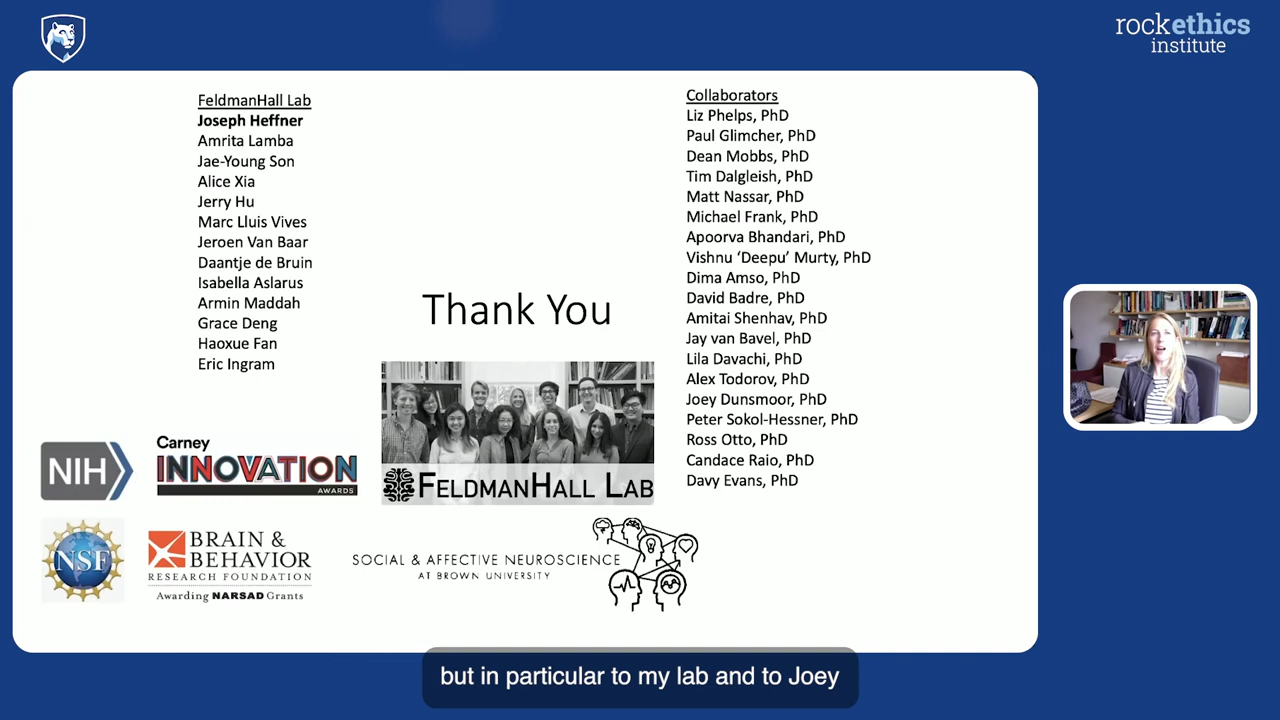 rockethics
institute
FeldmanHall Lab
Joseph Heffner
Amrita Lamba
Jae-Young Son
Alice Xia
Jerry Hu
Marc Lluis Vives
Jeroen Van Baar
Daantje de Bruin
Isabella Aslarus
Armin Maddah
Grace Deng
Haoxue Fan
Eric Ingram
Thank You
FELDMANHALL LAB
Collaborators
Liz Phelps, PhD
Paul Glimcher, PhD
Dean Mobbs, PhD
Tim Dalgleish, PhD
Matt Nassar, PhD
Michael Frank, PhD
Apoorva Bhandari, PhD
Vishnu ‘Deepu’ Murty, PhD
Dima Amso, PhD
David Badre, PhD
Amitai Shenhav, PhD
Jay van Bavel, PhD
Lila Davachi, PhD
Alex Todorov, PhD
Joey Dunsmoor, PhD
Peter Sokol-Hessner, PhD
Ross Otto, PhD
Candace Raio, PhD
Davy Evans, PhD
NIH
Carney
INNOVATION
AWARDS
NSF
BRAIN &
BEHAVIOR
RESEARCH FOUNDATION
Awarding NARSAD Grants
SOCIAL & AFFECTIVE NEUROSCIENCE
AT BROWN UNIVERSITY
but in particular to my lab and to Joey